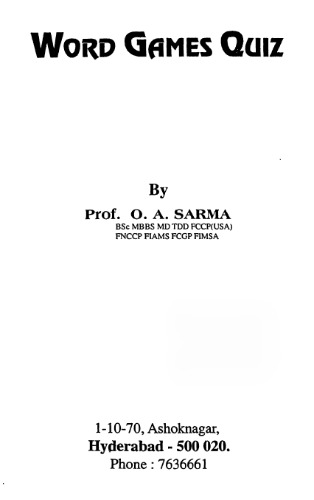 WORD GAMES QUIZ
By
Prof. O. A. SARMA
BSc MBBS MD TDD FCCP(USA)
FNCCP FIAMS FCGP FIMSA
1-10-70, Ashoknagar,
Hyderabad - 500 020.
Phone : 7636661